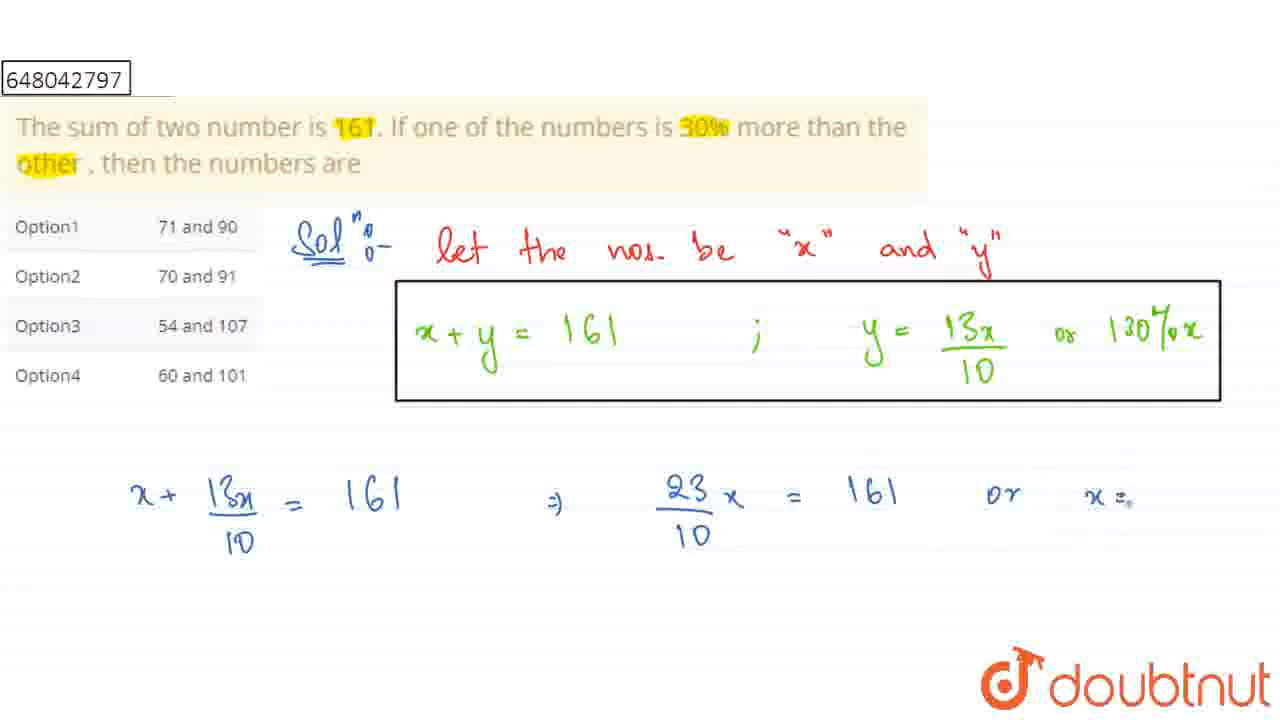 648042797
The sum of two number is 161. If one of the numbers is 30% more than the
other , then the numbers are
Option1 71 and 90
Option2 70 and 91
Option3 54 and 107
Option4 60 and 101
Solⁿ :- let the nos. be "x" and "y"
x + y = 161 ; y = 13x/10 or 130% x
x + 13x/10 = 161 ⇒ 23/10 x = 161 or x =
doubtnut